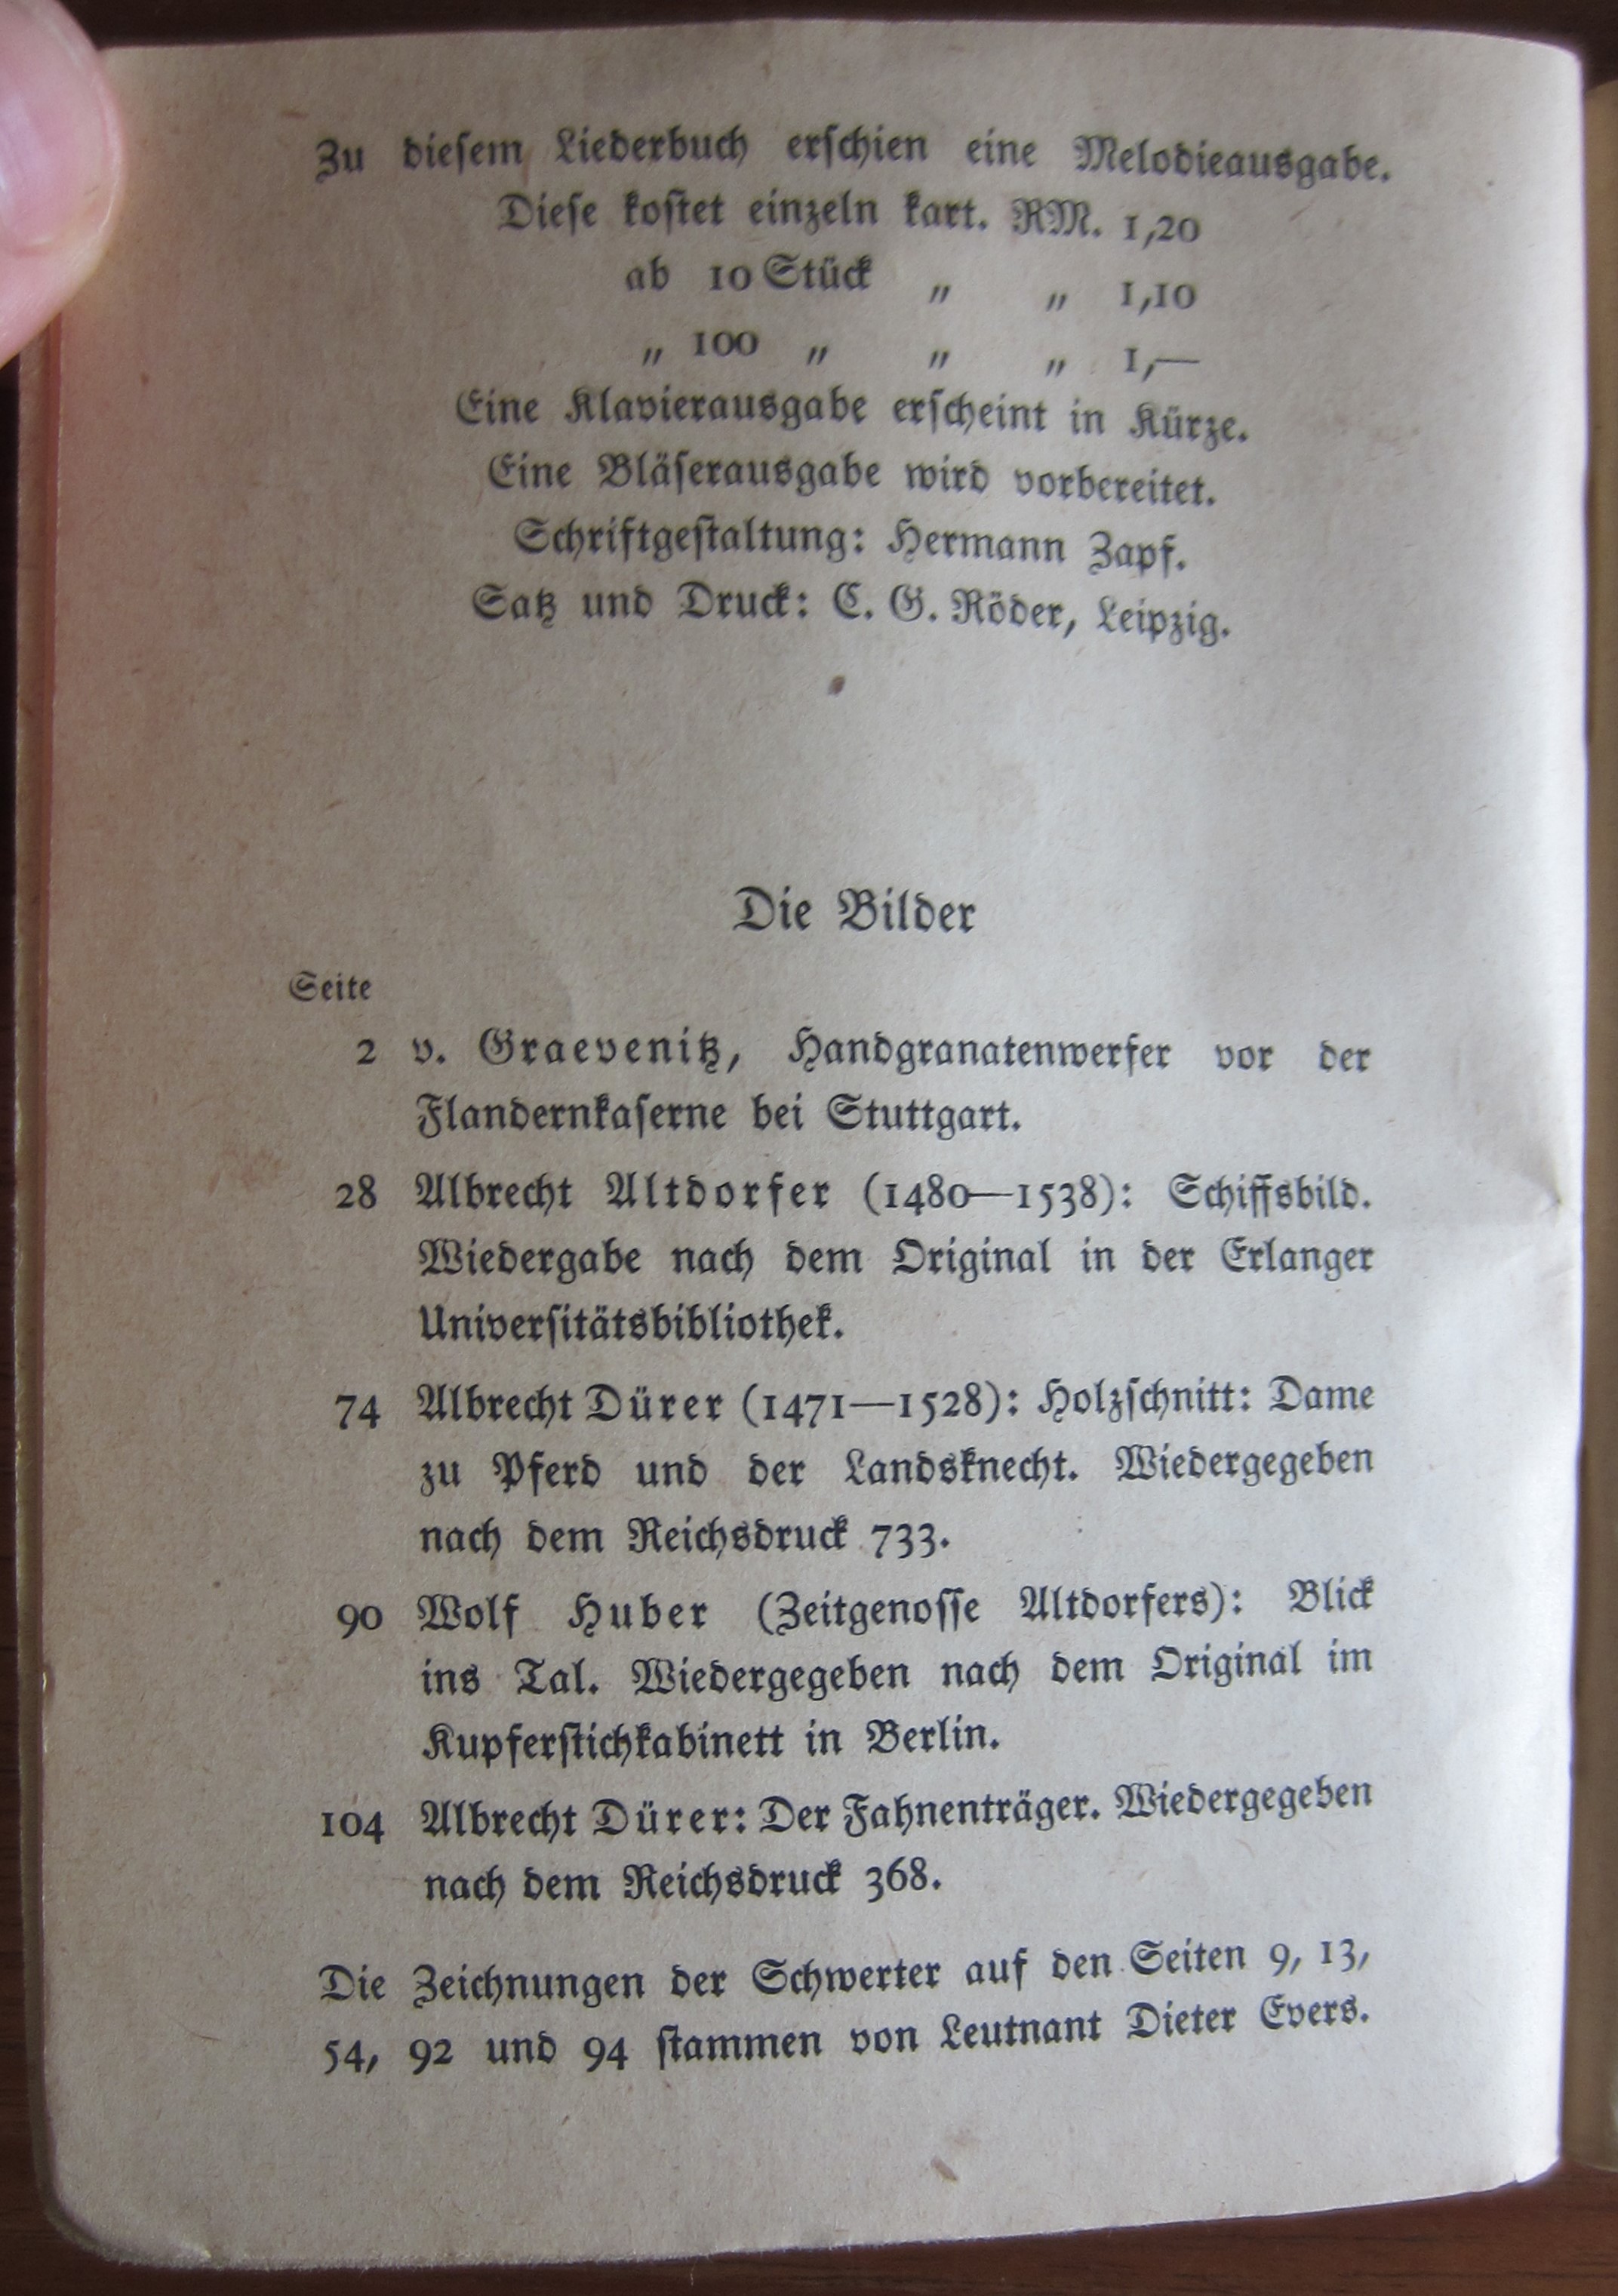 Zu dieſem Liederbuch erſchien eine Melodieausgabe.
Dieſe koſtet einzeln kart. RM. 1,20
ab 10 Stück „ „ 1,10
„ 100 „ „ „ 1,—
Eine Klavierausgabe erſcheint in Kürze.
Eine Bläſerausgabe wird vorbereitet.
Schriftgeſtaltung: Hermann Zapf.
Satz und Druck: C. G. Röder, Leipzig.
Die Bilder
Seite
2 v. Graevenitz, Handgranatenwerfer vor der
Flandernkaſerne bei Stuttgart.
28 Albrecht Altdorfer (1480—1538): Schiffsbild.
Wiedergabe nach dem Original in der Erlanger
Univerſitätsbibliothek.
74 Albrecht Dürer (1471—1528): Holzſchnitt: Dame
zu Pferd und der Landsknecht. Wiedergegeben
nach dem Reichsdruck 733.
90 Wolf Huber (Zeitgenoſſe Altdorfers): Blick
ins Tal. Wiedergegeben nach dem Original im
Kupferſtichkabinett in Berlin.
104 Albrecht Dürer: Der Fahnenträger. Wiedergegeben
nach dem Reichsdruck 368.
Die Zeichnungen der Schwerter auf den Seiten 9, 13,
54, 92 und 94 ſtammen von Leutnant Dieter Evers.